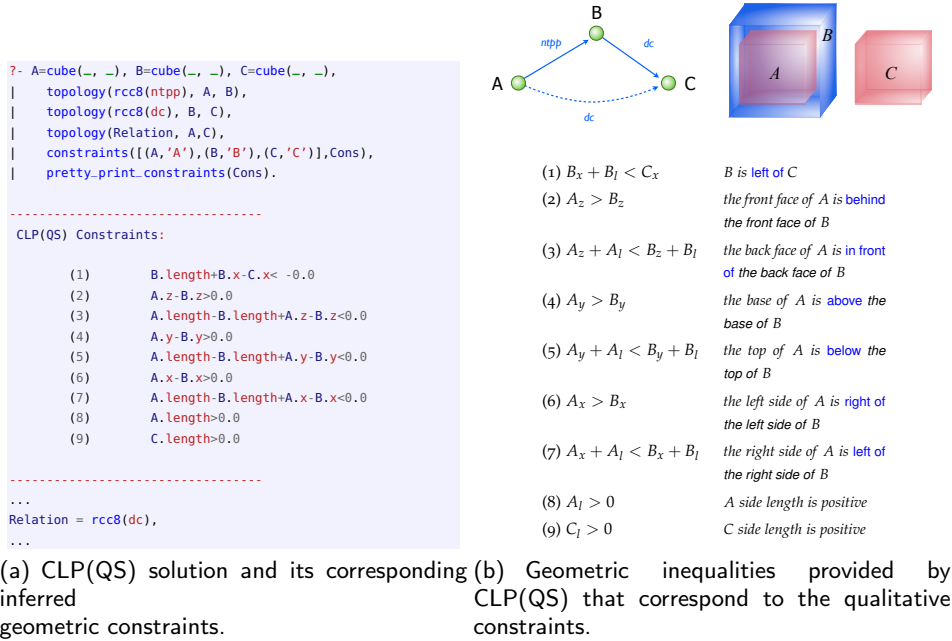 ?- A=cube(_, _), B=cube(_, _), C=cube(_, _),
| topology(rcc8(ntpp), A, B),
| topology(rcc8(dc), B, C),
| topology(Relation, A,C),
| constraints([(A,'A'),(B,'B'),(C,'C')],Cons),
| pretty_print_constraints(Cons).
----------------------------------
CLP(QS) Constraints:
(1) B.length+B.x-C.x< -0.0
(2) A.z-B.z>0.0
(3) A.length-B.length+A.z-B.z<0.0
(4) A.y-B.y>0.0
(5) A.length-B.length+A.y-B.y<0.0
(6) A.x-B.x>0.0
(7) A.length-B.length+A.x-B.x<0.0
(8) A.length>0.0
(9) C.length>0.0
----------------------------------
...
Relation = rcc8(dc),
...
(a) CLP(QS) solution and its corresponding
inferred
geometric constraints.
B
ntpp
dc
A
C
dc
B
A
C
(1) B_x + B_l < C_x B is left of C
(2) A_z > B_z the front face of A is behind
the front face of B
(3) A_z + A_l < B_z + B_l the back face of A is in front
of the back face of B
(4) A_y > B_y the base of A is above the
base of B
(5) A_y + A_l < B_y + B_l the top of A is below the
top of B
(6) A_x > B_x the left side of A is right of
the left side of B
(7) A_x + A_l < B_x + B_l the right side of A is left of
the right side of B
(8) A_l > 0 A side length is positive
(9) C_l > 0 C side length is positive
(b) Geometric inequalities provided by
CLP(QS) that correspond to the qualitative
constraints.